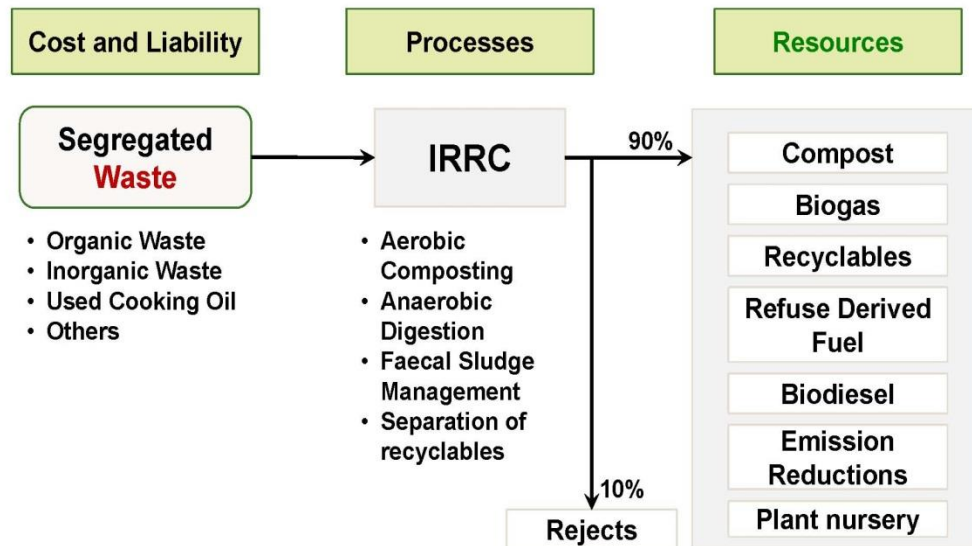 Cost and Liability
Processes
Resources
Segregated
Waste
IRRC
90%
• Organic Waste
• Inorganic Waste
• Used Cooking Oil
• Others
• Aerobic
Composting
• Anaerobic
Digestion
• Faecal Sludge
Management
• Separation of
recyclables
10%
Rejects
Compost
Biogas
Recyclables
Refuse Derived
Fuel
Biodiesel
Emission
Reductions
Plant nursery